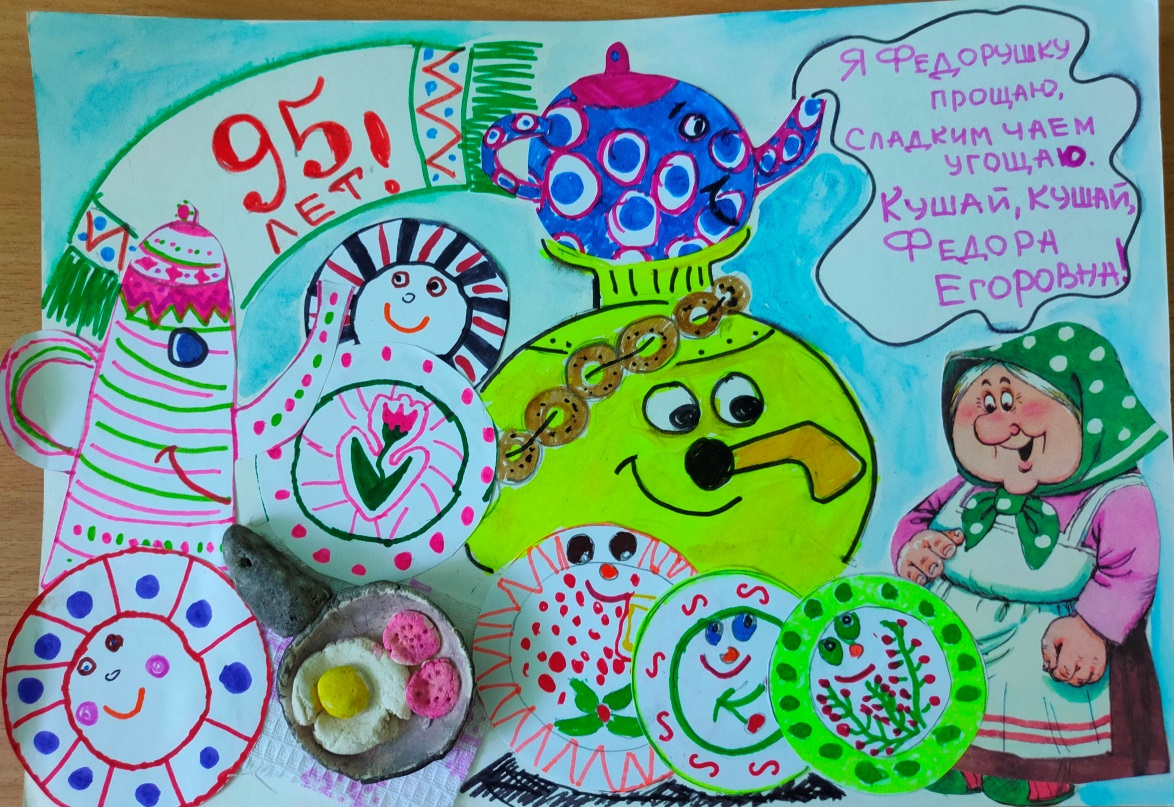 95
ЛЕТ!
Я ФЕДОРУШКУ
ПРОЩАЮ,
СЛАДКИМ ЧАЕМ
УГОЩАЮ.
КУШАЙ, КУШАЙ,
ФЕДОРА
ЕГОРОВНА!